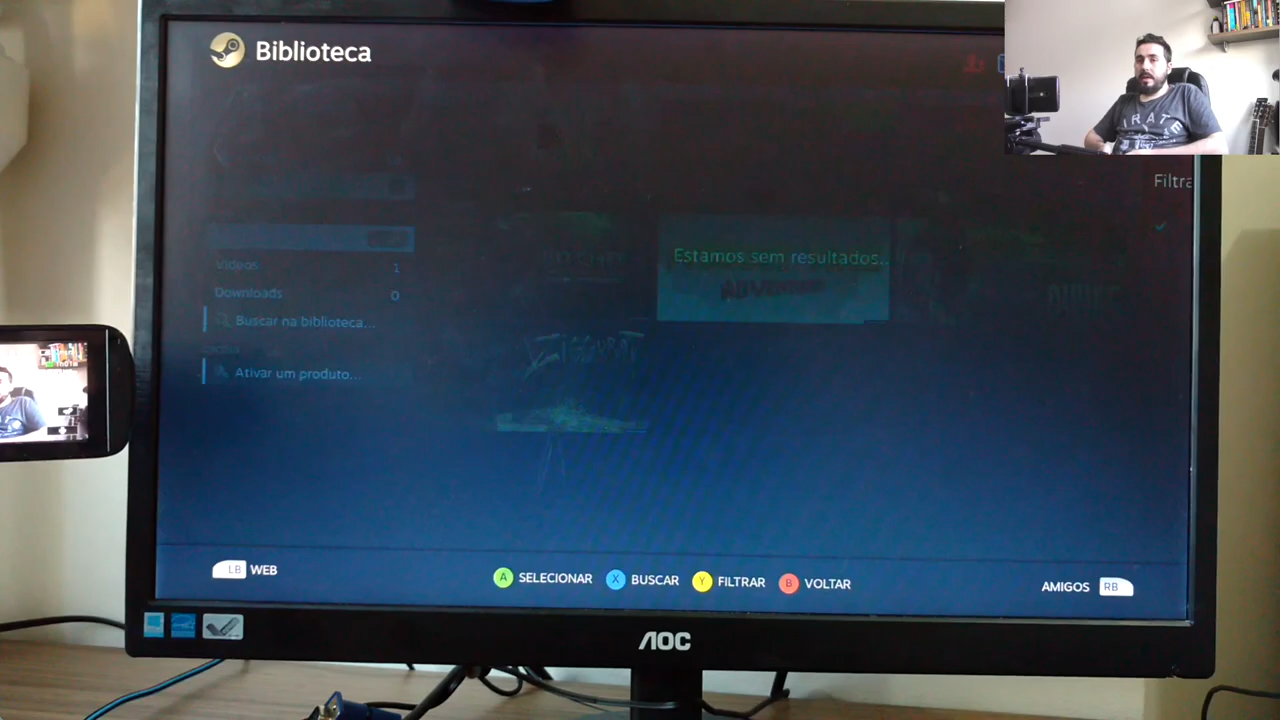 Biblioteca
Filtra
Estamos sem resultados..
Vídeos 1
Downloads 0
Buscar na biblioteca...
Ativar um produto...
LB WEB
A SELECIONAR X BUSCAR Y FILTRAR B VOLTAR
AMIGOS RB
AOC